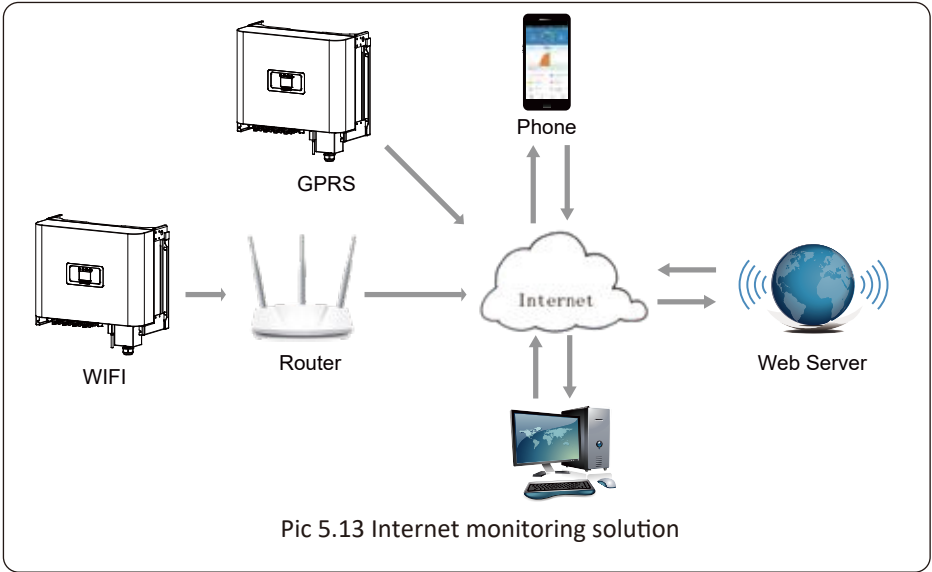 Phone
GPRS
Internet
WIFI
Router
Web Server
Pic 5.13 Internet monitoring solution